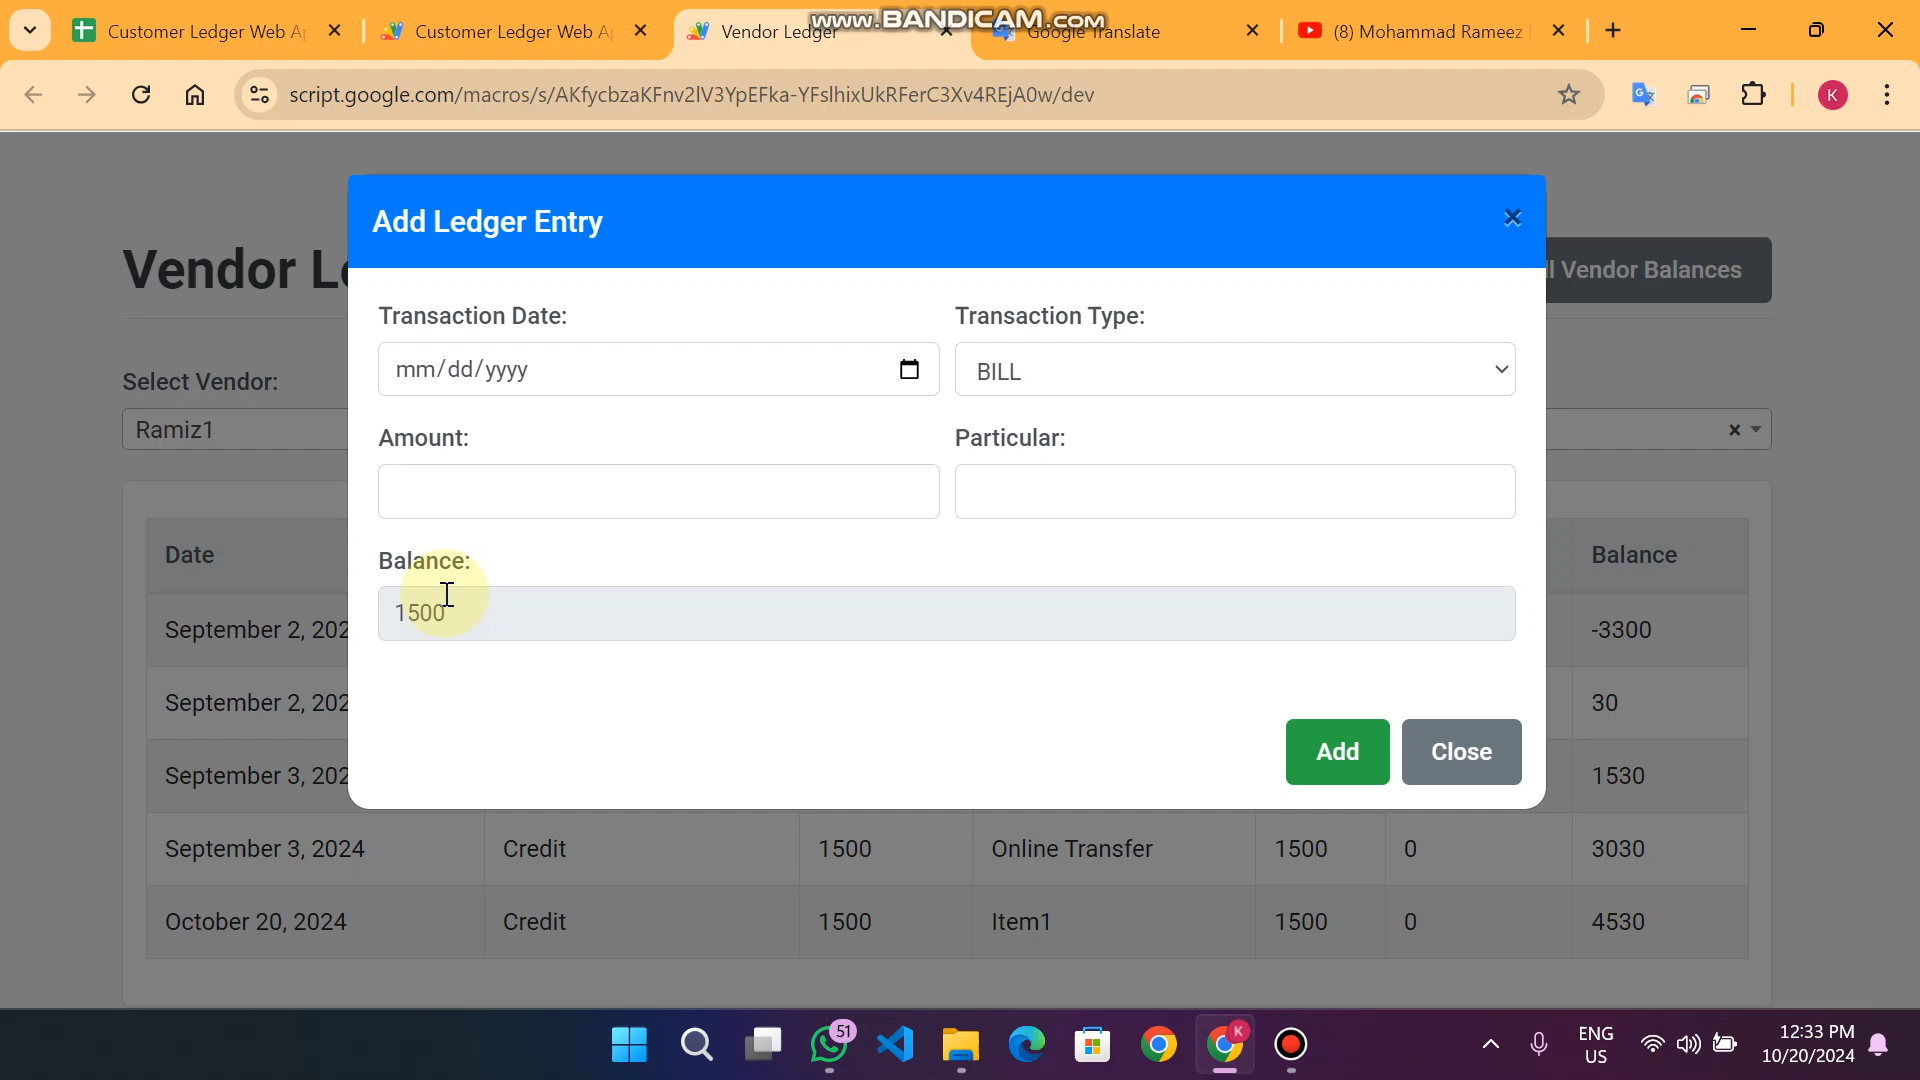 Customer Ledger Web A
Customer Ledger Web A
Vendor Ledger
www.BANDICAM.com
Google Translate
(8) Mohammad Rameez
script.google.com/macros/s/AKfycbzaKFnv2lV3YpEFka-YFslhixUkRFerC3Xv4REjA0w/dev
K
Add Ledger Entry
×
Vendor L
Vendor Balances
Transaction Date:
Transaction Type:
mm/dd/yyyy
BILL
Select Vendor:
Ramiz1
×
Amount:
Particular:
Balance:
1500
Date
Balance
September 2, 202
-3300
September 2, 202
30
September 3, 202
1530
Add
Close
September 3, 2024
Credit
1500
Online Transfer
1500
0
3030
October 20, 2024
Credit
1500
Item1
1500
0
4530
51
K
ENG
US
12:33 PM
10/20/2024